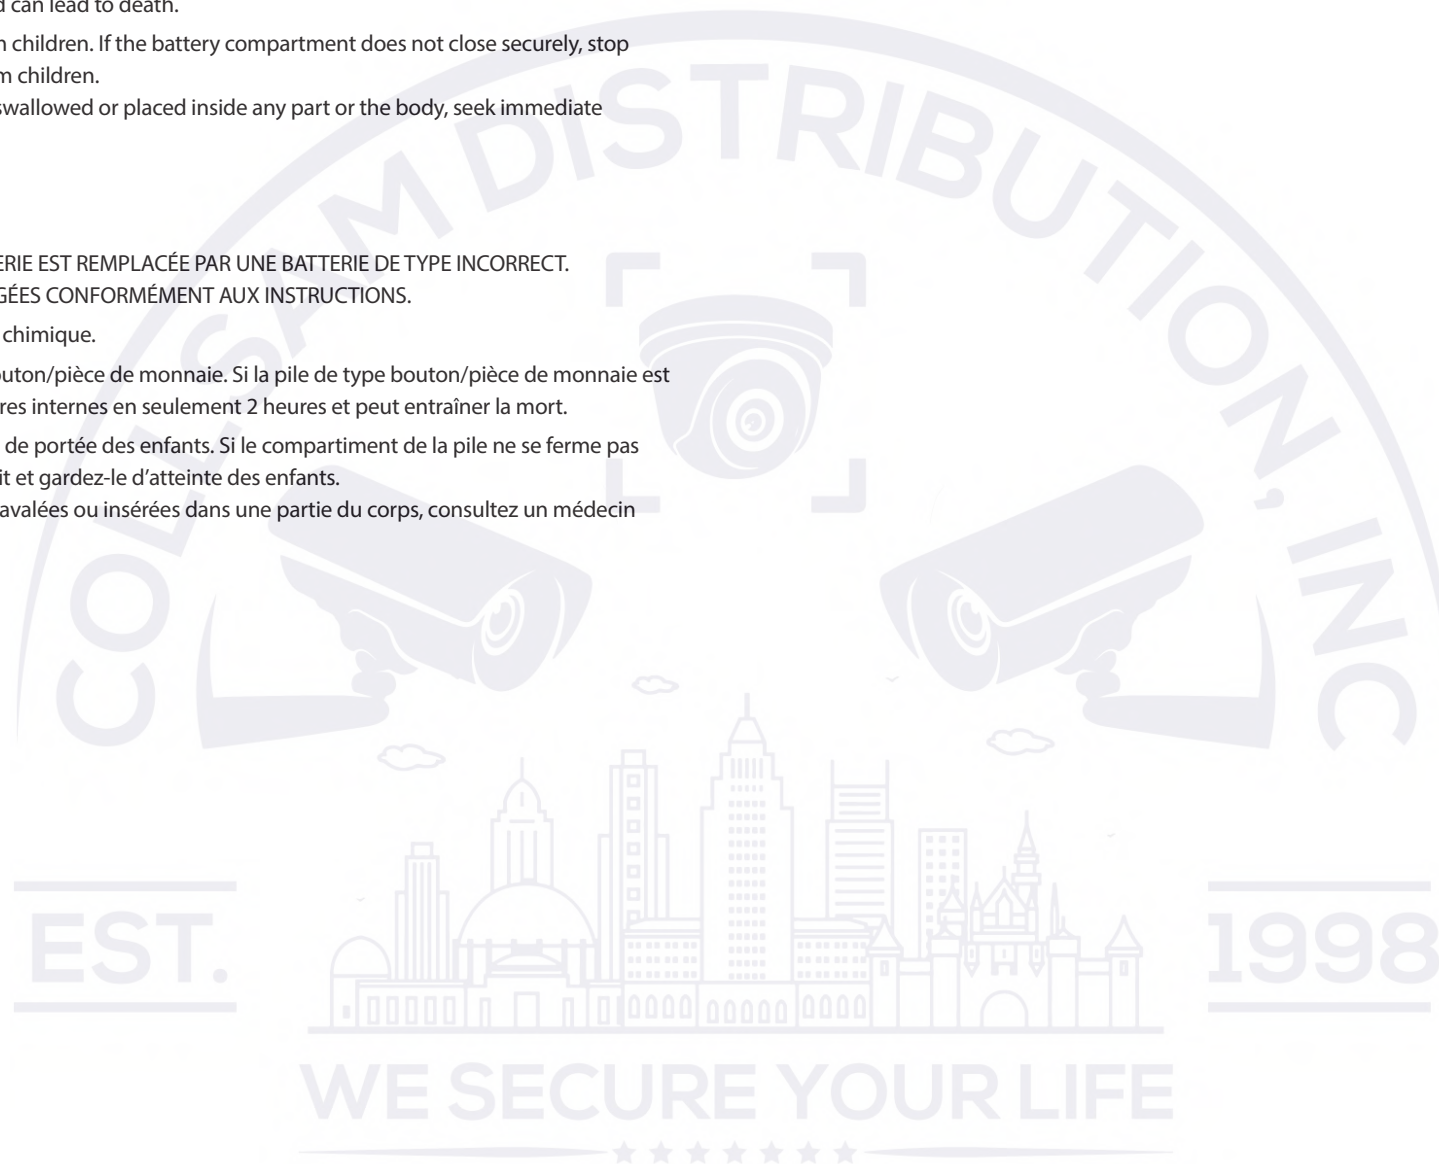 can lead to death.
children. If the battery compartment does not close securely, stop
children.
swallowed or placed inside any part or the body, seek immediate
EST REMPLACÉE PAR UNE BATTERIE DE TYPE INCORRECT.
CONFORMÉMENT AUX INSTRUCTIONS.
chimique.
outon/pièce de monnaie. Si la pile de type bouton/pièce de monnaie est
res internes en seulement 2 heures et peut entraîner la mort.
de portée des enfants. Si le compartiment de la pile ne se ferme pas
it et gardez-le d’atteinte des enfants.
avalées ou insérées dans une partie du corps, consultez un médecin
COLLSAM DISTRIBUTION, INC
EST. 1998
WE SECURE YOUR LIFE